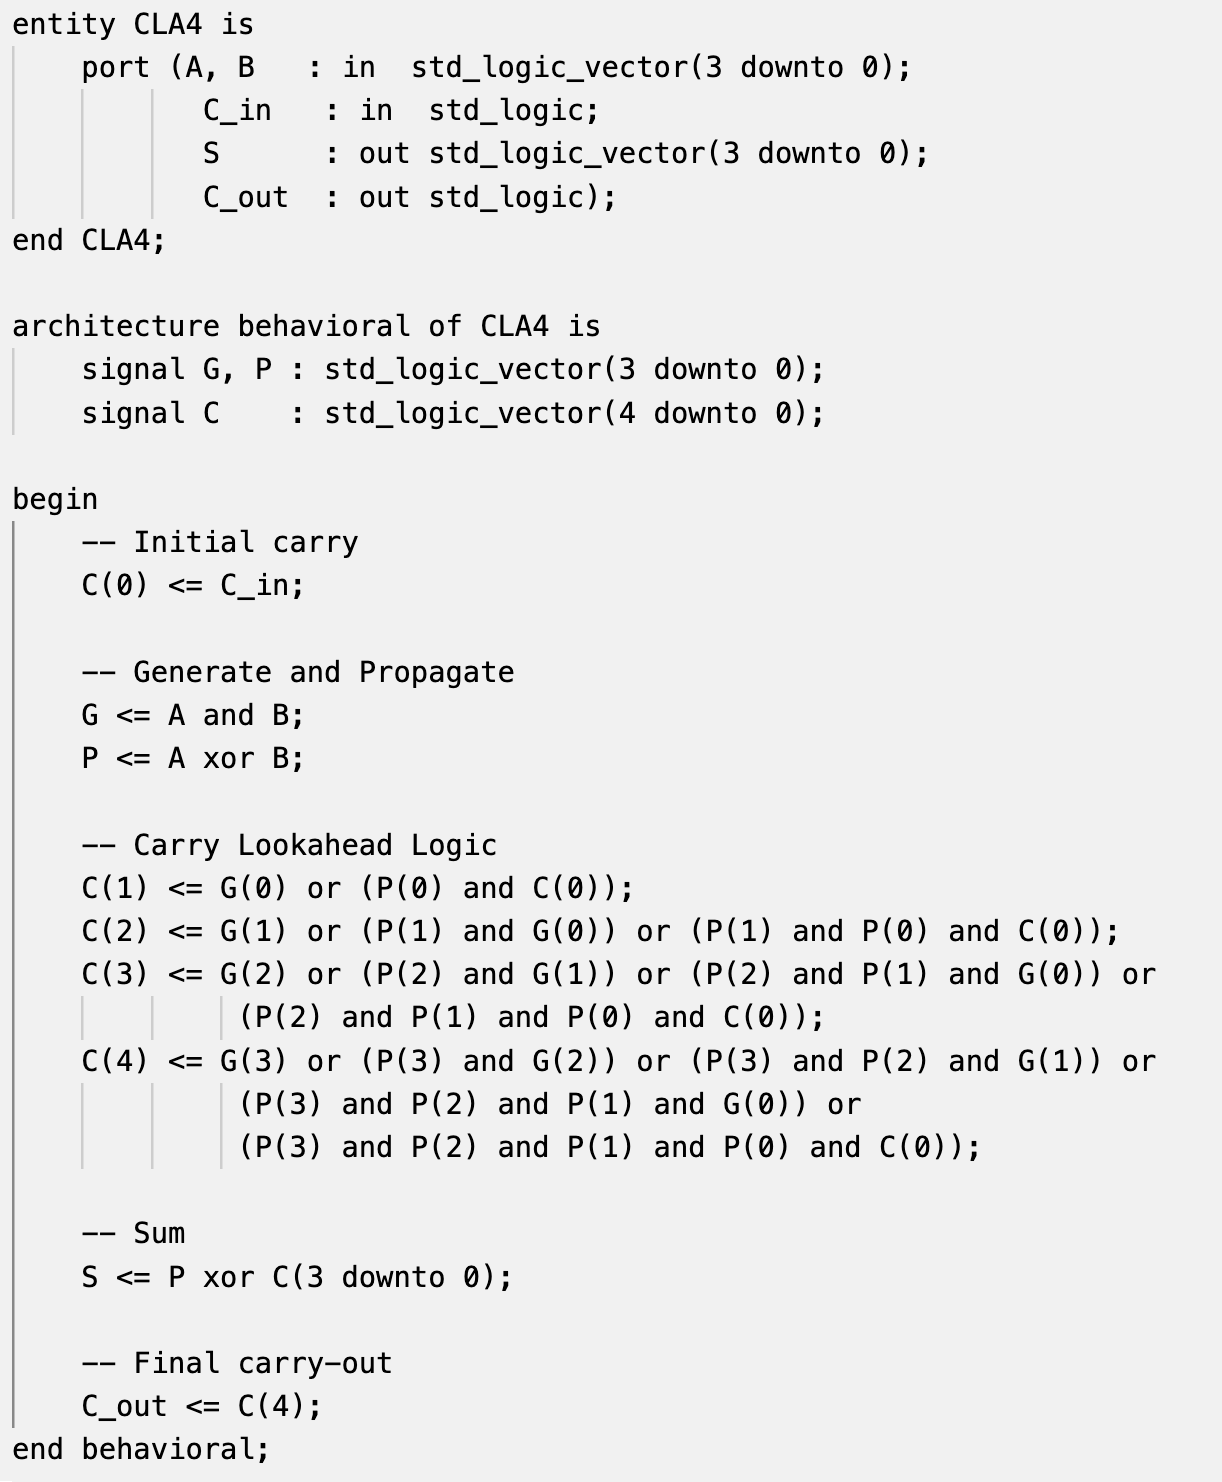 entity CLA4 is
    port (A, B   : in  std_logic_vector(3 downto 0);
           C_in   : in  std_logic;
           S      : out std_logic_vector(3 downto 0);
           C_out  : out std_logic);
end CLA4;

architecture behavioral of CLA4 is
    signal G, P : std_logic_vector(3 downto 0);
    signal C    : std_logic_vector(4 downto 0);

begin
    -- Initial carry
    C(0) <= C_in;

    -- Generate and Propagate
    G <= A and B;
    P <= A xor B;

    -- Carry Lookahead Logic
    C(1) <= G(0) or (P(0) and C(0));
    C(2) <= G(1) or (P(1) and G(0)) or (P(1) and P(0) and C(0));
    C(3) <= G(2) or (P(2) and G(1)) or (P(2) and P(1) and G(0)) or
             (P(2) and P(1) and P(0) and C(0));
    C(4) <= G(3) or (P(3) and G(2)) or (P(3) and P(2) and G(1)) or
             (P(3) and P(2) and P(1) and G(0)) or
             (P(3) and P(2) and P(1) and P(0) and C(0));

    -- Sum
    S <= P xor C(3 downto 0);

    -- Final carry-out
    C_out <= C(4);
end behavioral;